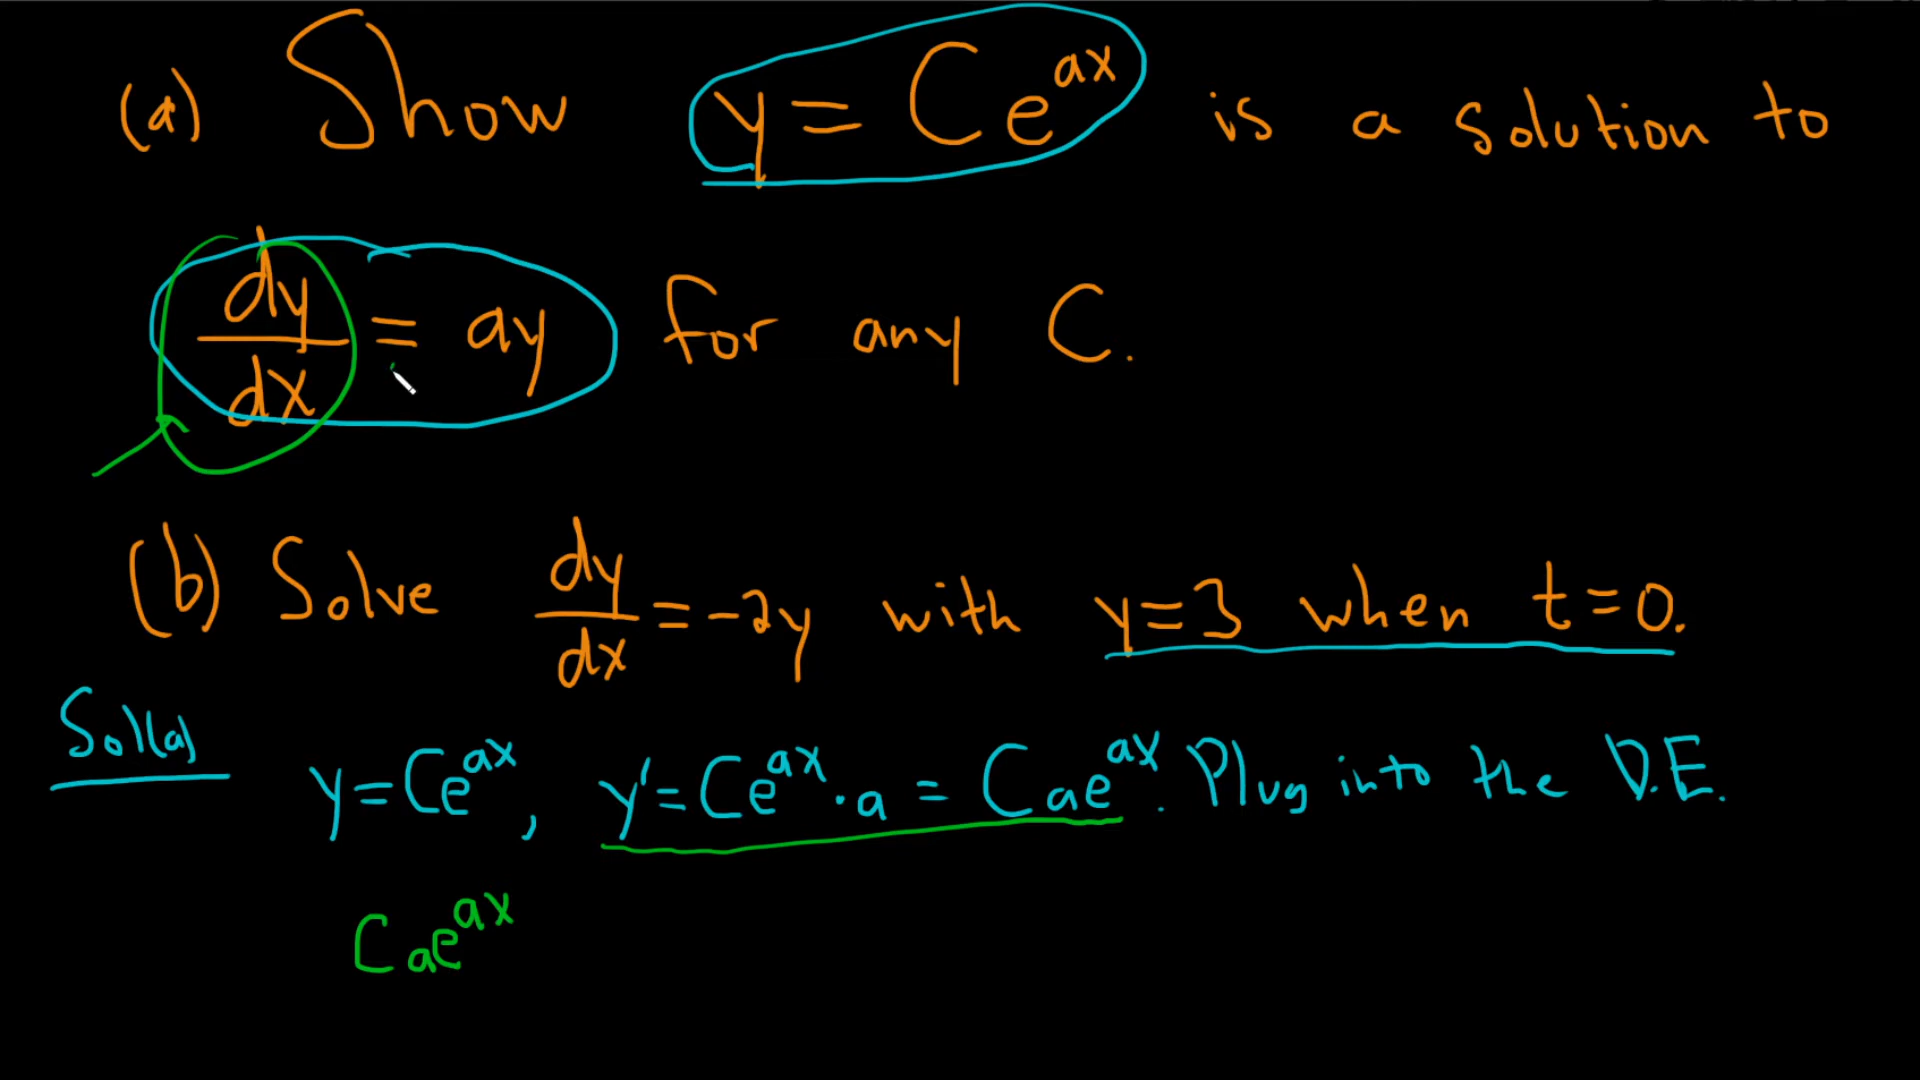 (a) Show y = Ce^{ax} is a solution to
dy/dx = ay for any C.
(b) Solve dy/dx = -2y with y=3 when t=0.
Sol(a) y=Ce^{ax}, y'=Ce^{ax}·a = Cae^{ax}. Plug into the D.E.
Cae^{ax}